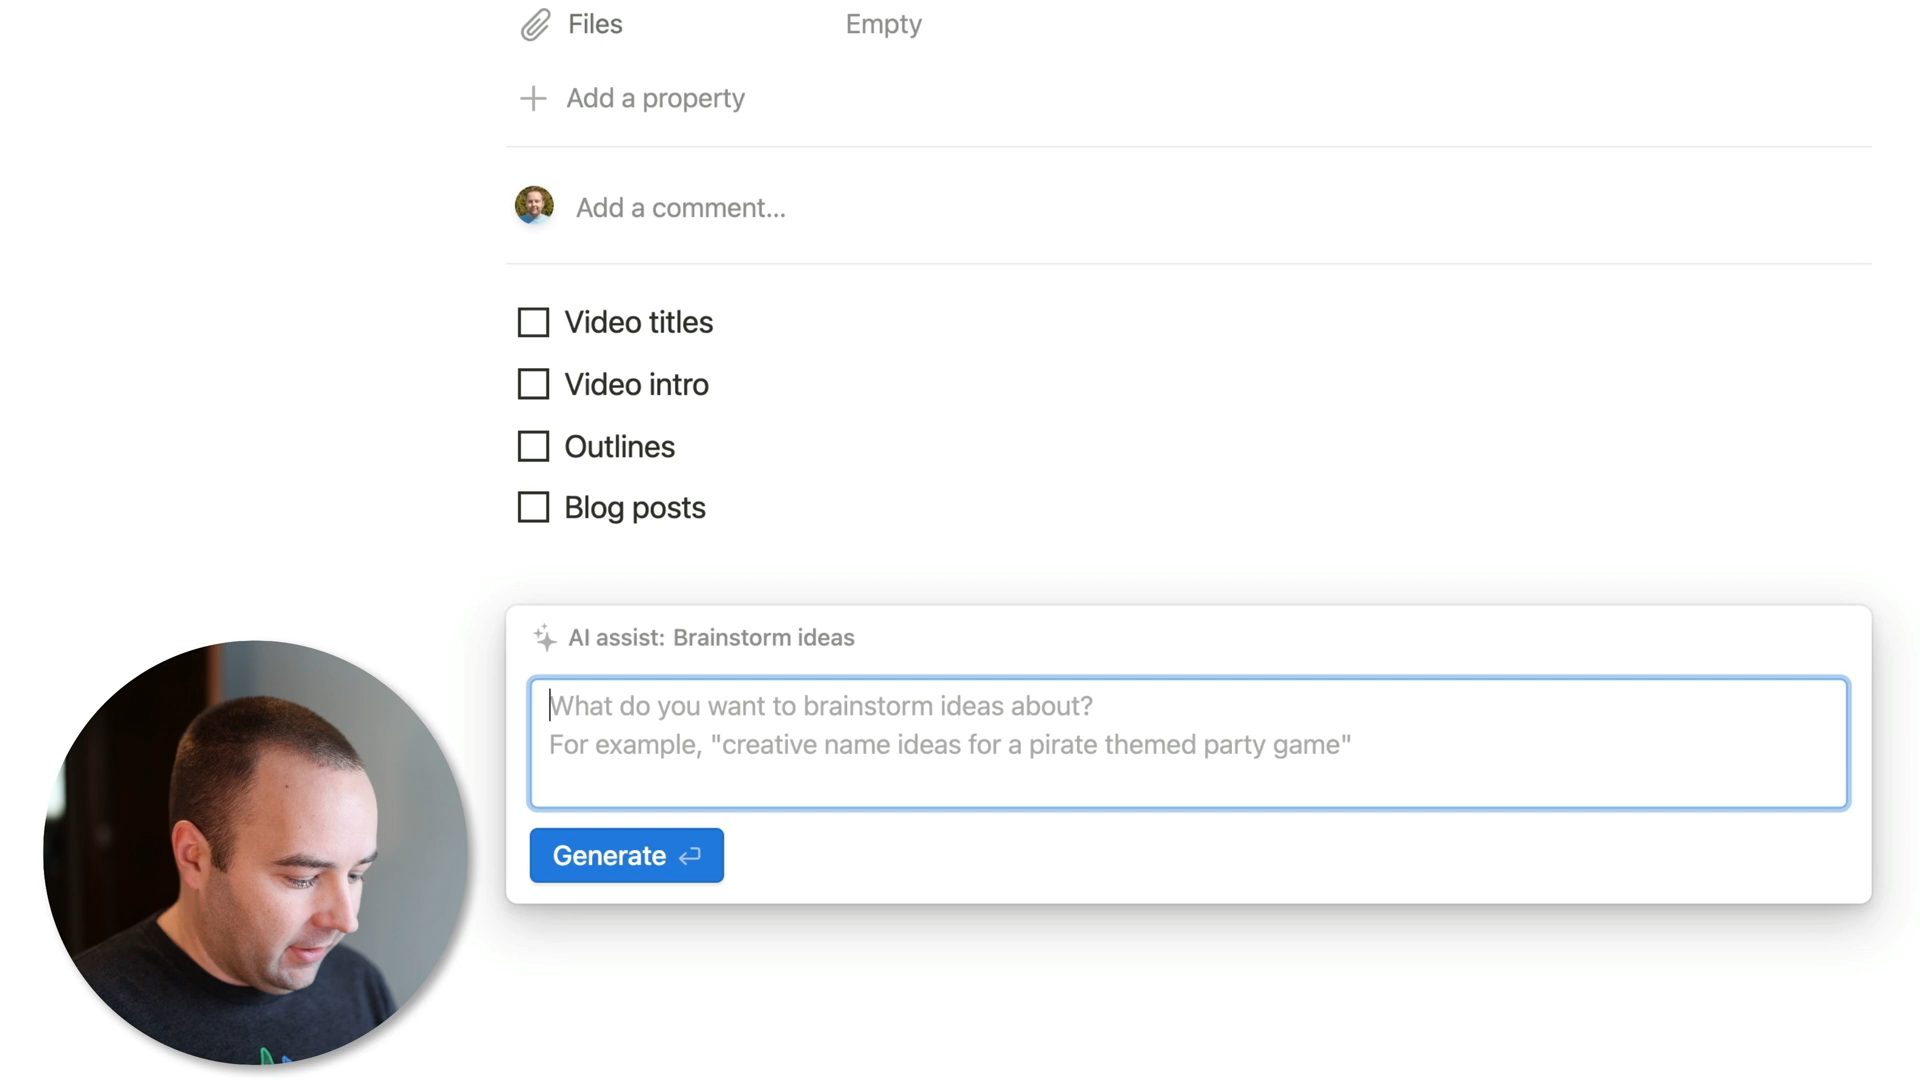 Files Empty
Add a property
Add a comment...
Video titles
Video intro
Outlines
Blog posts
AI assist: Brainstorm ideas
What do you want to brainstorm ideas about?
For example, "creative name ideas for a pirate themed party game"
Generate